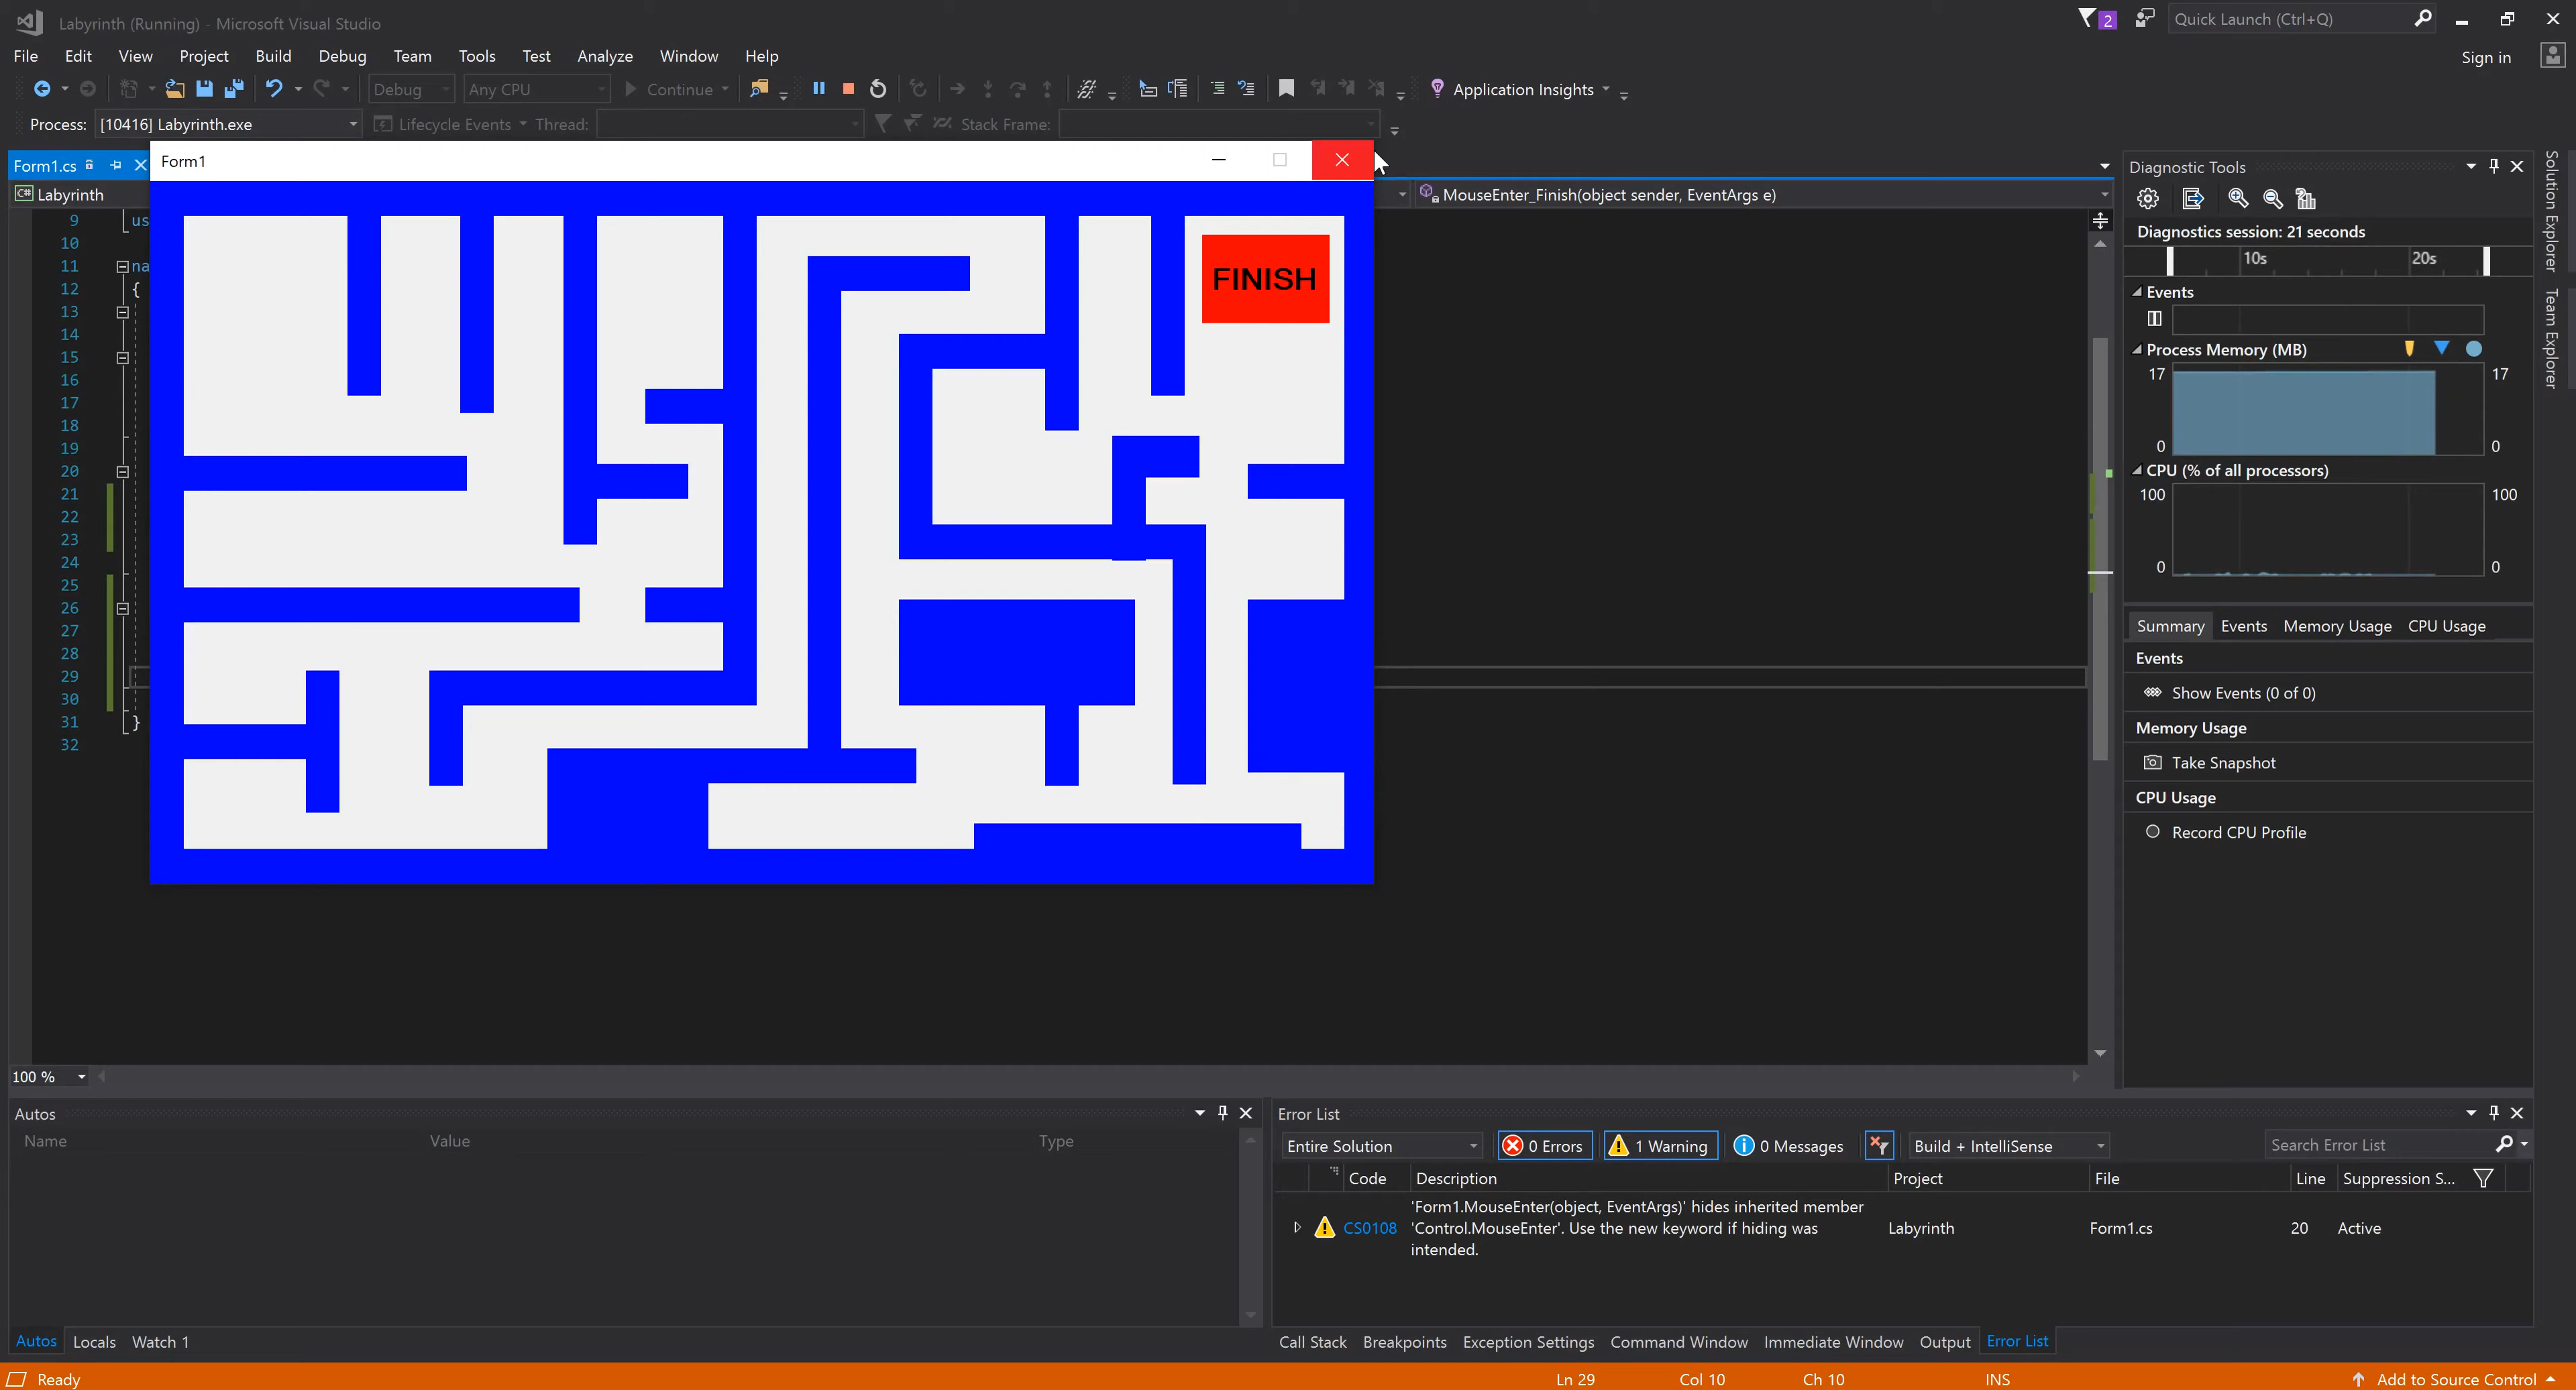 Labyrinth (Running) - Microsoft Visual Studio
2
Quick Launch (Ctrl+Q)
File Edit View Project Build Debug Team Tools Test Analyze Window Help
Sign in
Debug Any CPU Continue Application Insights
Process: [10416] Labyrinth.exe Lifecycle Events Thread: Stack Frame:
Form1.cs
Form1
Labyrinth
MouseEnter_Finish(object sender, EventArgs e)
FINISH
9 us
10
11 na
12 {
13
14
15
16
17
18
19
20
21
22
23
24
25
26
27
28
29
30
31 }
32
100 %
Diagnostic Tools
Diagnostics session: 21 seconds
10s 20s
Events
Process Memory (MB)
17 17
0 0
CPU (% of all processors)
100 100
0 0
Summary Events Memory Usage CPU Usage
Events
Show Events (0 of 0)
Memory Usage
Take Snapshot
CPU Usage
Record CPU Profile
Solution Explorer
Team Explorer
Autos
Name Value Type
Autos Locals Watch 1
Error List
Entire Solution 0 Errors 1 Warning 0 Messages Build + IntelliSense Search Error List
Code Description Project File Line Suppression S...
CS0108 'Form1.MouseEnter(object, EventArgs)' hides inherited member
'Control.MouseEnter'. Use the new keyword if hiding was
intended.
Labyrinth Form1.cs 20 Active
Call Stack Breakpoints Exception Settings Command Window Immediate Window Output Error List
Ready Ln 29 Col 10 Ch 10 INS Add to Source Control